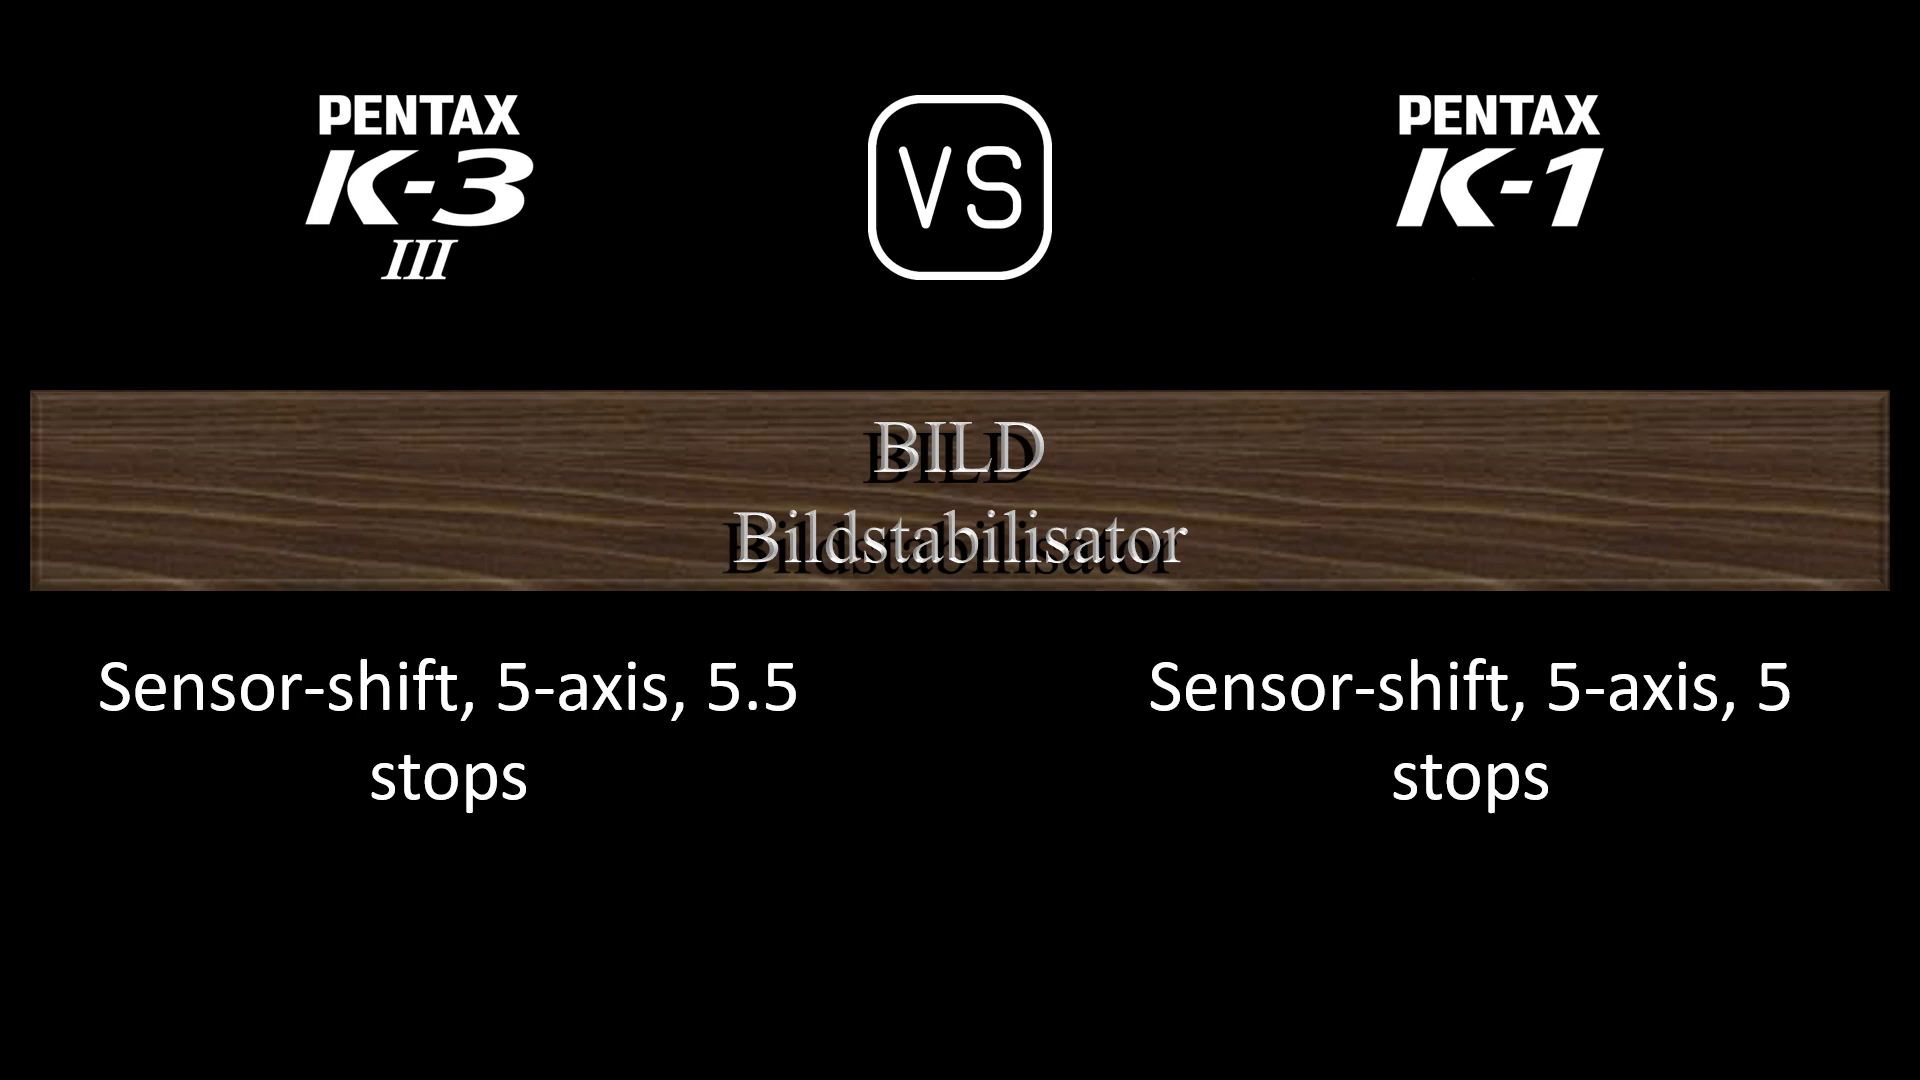 PENTAX
K-3
III
VS
PENTAX
K-1
BILD
Bildstabilisator
Sensor-shift, 5-axis, 5.5
stops
Sensor-shift, 5-axis, 5
stops